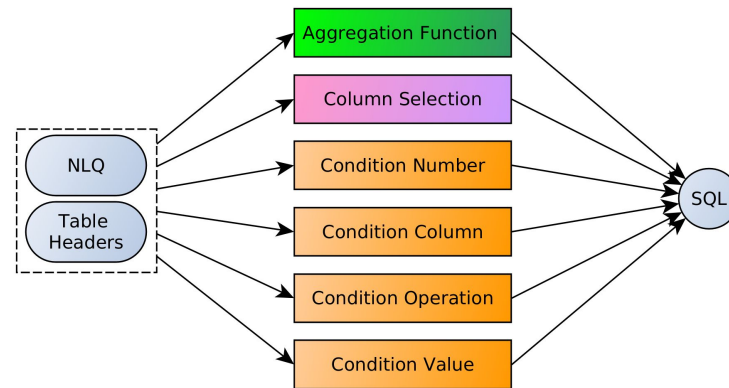 Aggregation Function
Column Selection
NLQ
Condition Number
Table
Headers
Condition Column
SQL
Condition Operation
Condition Value